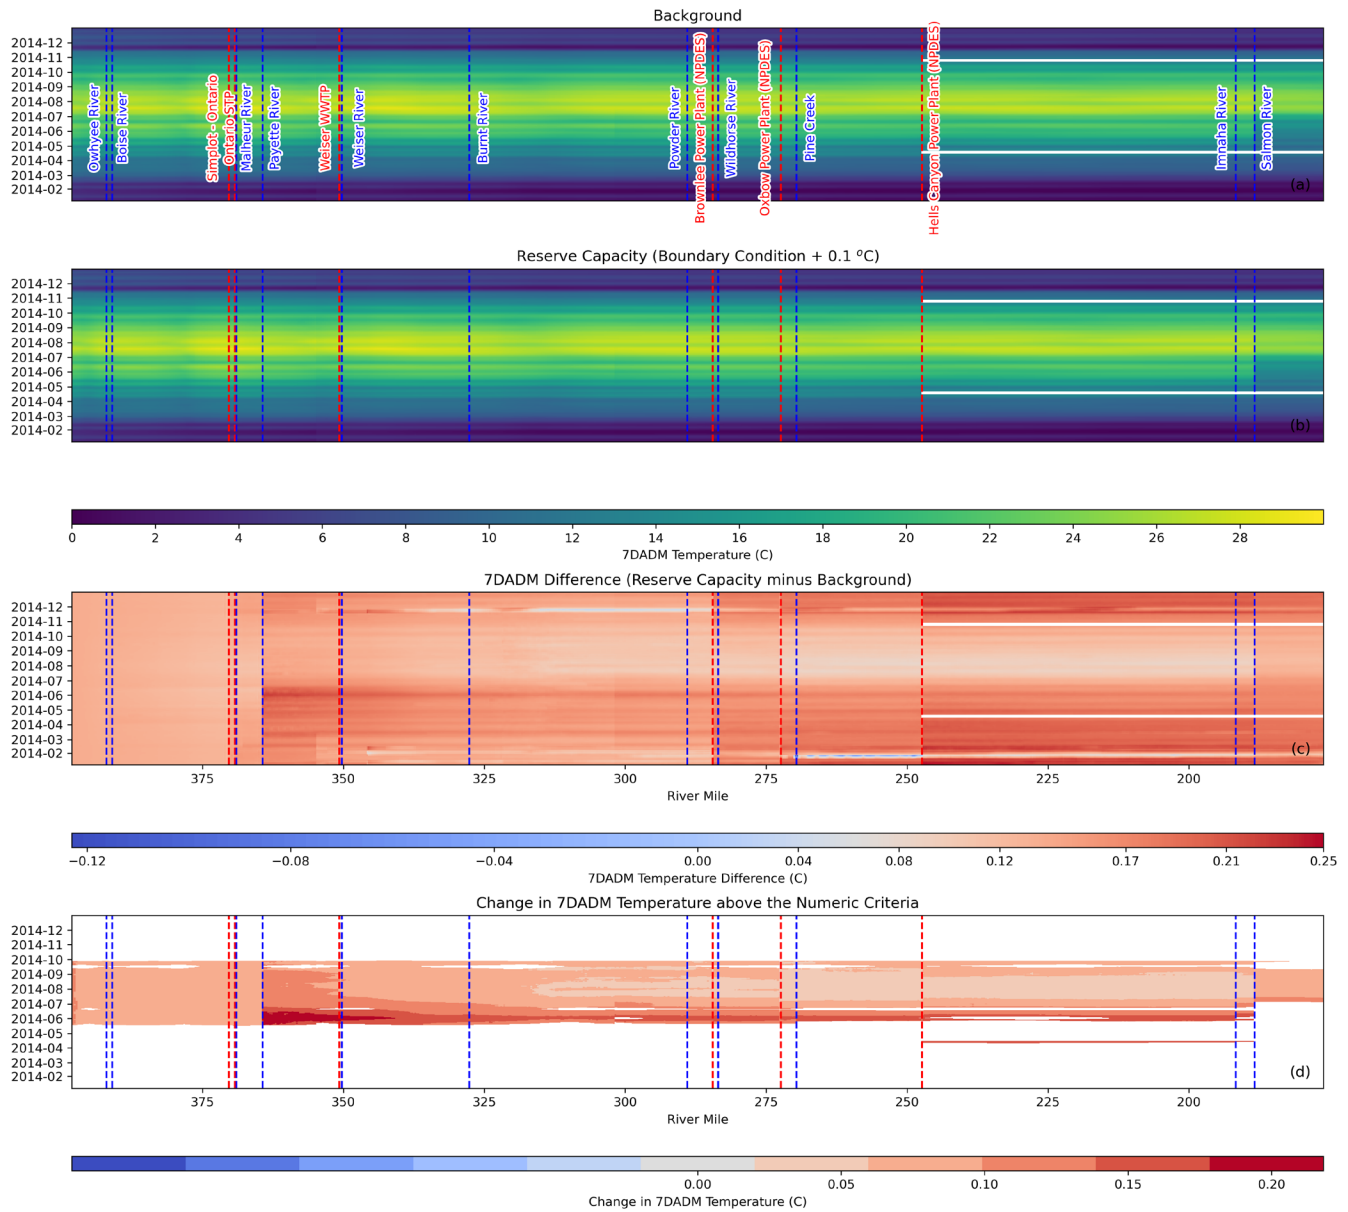 Background
2014-12
2014-11
2014-10
2014-09
2014-08
2014-07
2014-06
2014-05
2014-04
2014-03
2014-02
Owhyee River
Boise River
Simplot - Ontario
Ontario STP
Malheur River
Payette River
Weiser WWTP
Weiser River
Burnt River
Powder River
Brownlee Power Plant (NPDES)
Wildhorse River
Oxbow Power Plant (NPDES)
Pine Creek
Hells Canyon Power Plant (NPDES)
Imnaha River
Salmon River
(a)
Reserve Capacity (Boundary Condition + 0.1 °C)
2014-12
2014-11
2014-10
2014-09
2014-08
2014-07
2014-06
2014-05
2014-04
2014-03
2014-02
(b)
0 2 4 6 8 10 12 14 16 18 20 22 24 26 28
7DADM Temperature (C)
7DADM Difference (Reserve Capacity minus Background)
2014-12
2014-11
2014-10
2014-09
2014-08
2014-07
2014-06
2014-05
2014-04
2014-03
2014-02
(c)
375 350 325 300 275 250 225 200
River Mile
−0.12 −0.08 −0.04 0.00 0.04 0.08 0.12 0.17 0.21 0.25
7DADM Temperature Difference (C)
Change in 7DADM Temperature above the Numeric Criteria
2014-12
2014-11
2014-10
2014-09
2014-08
2014-07
2014-06
2014-05
2014-04
2014-03
2014-02
(d)
375 350 325 300 275 250 225 200
River Mile
0.00 0.05 0.10 0.15 0.20
Change in 7DADM Temperature (C)